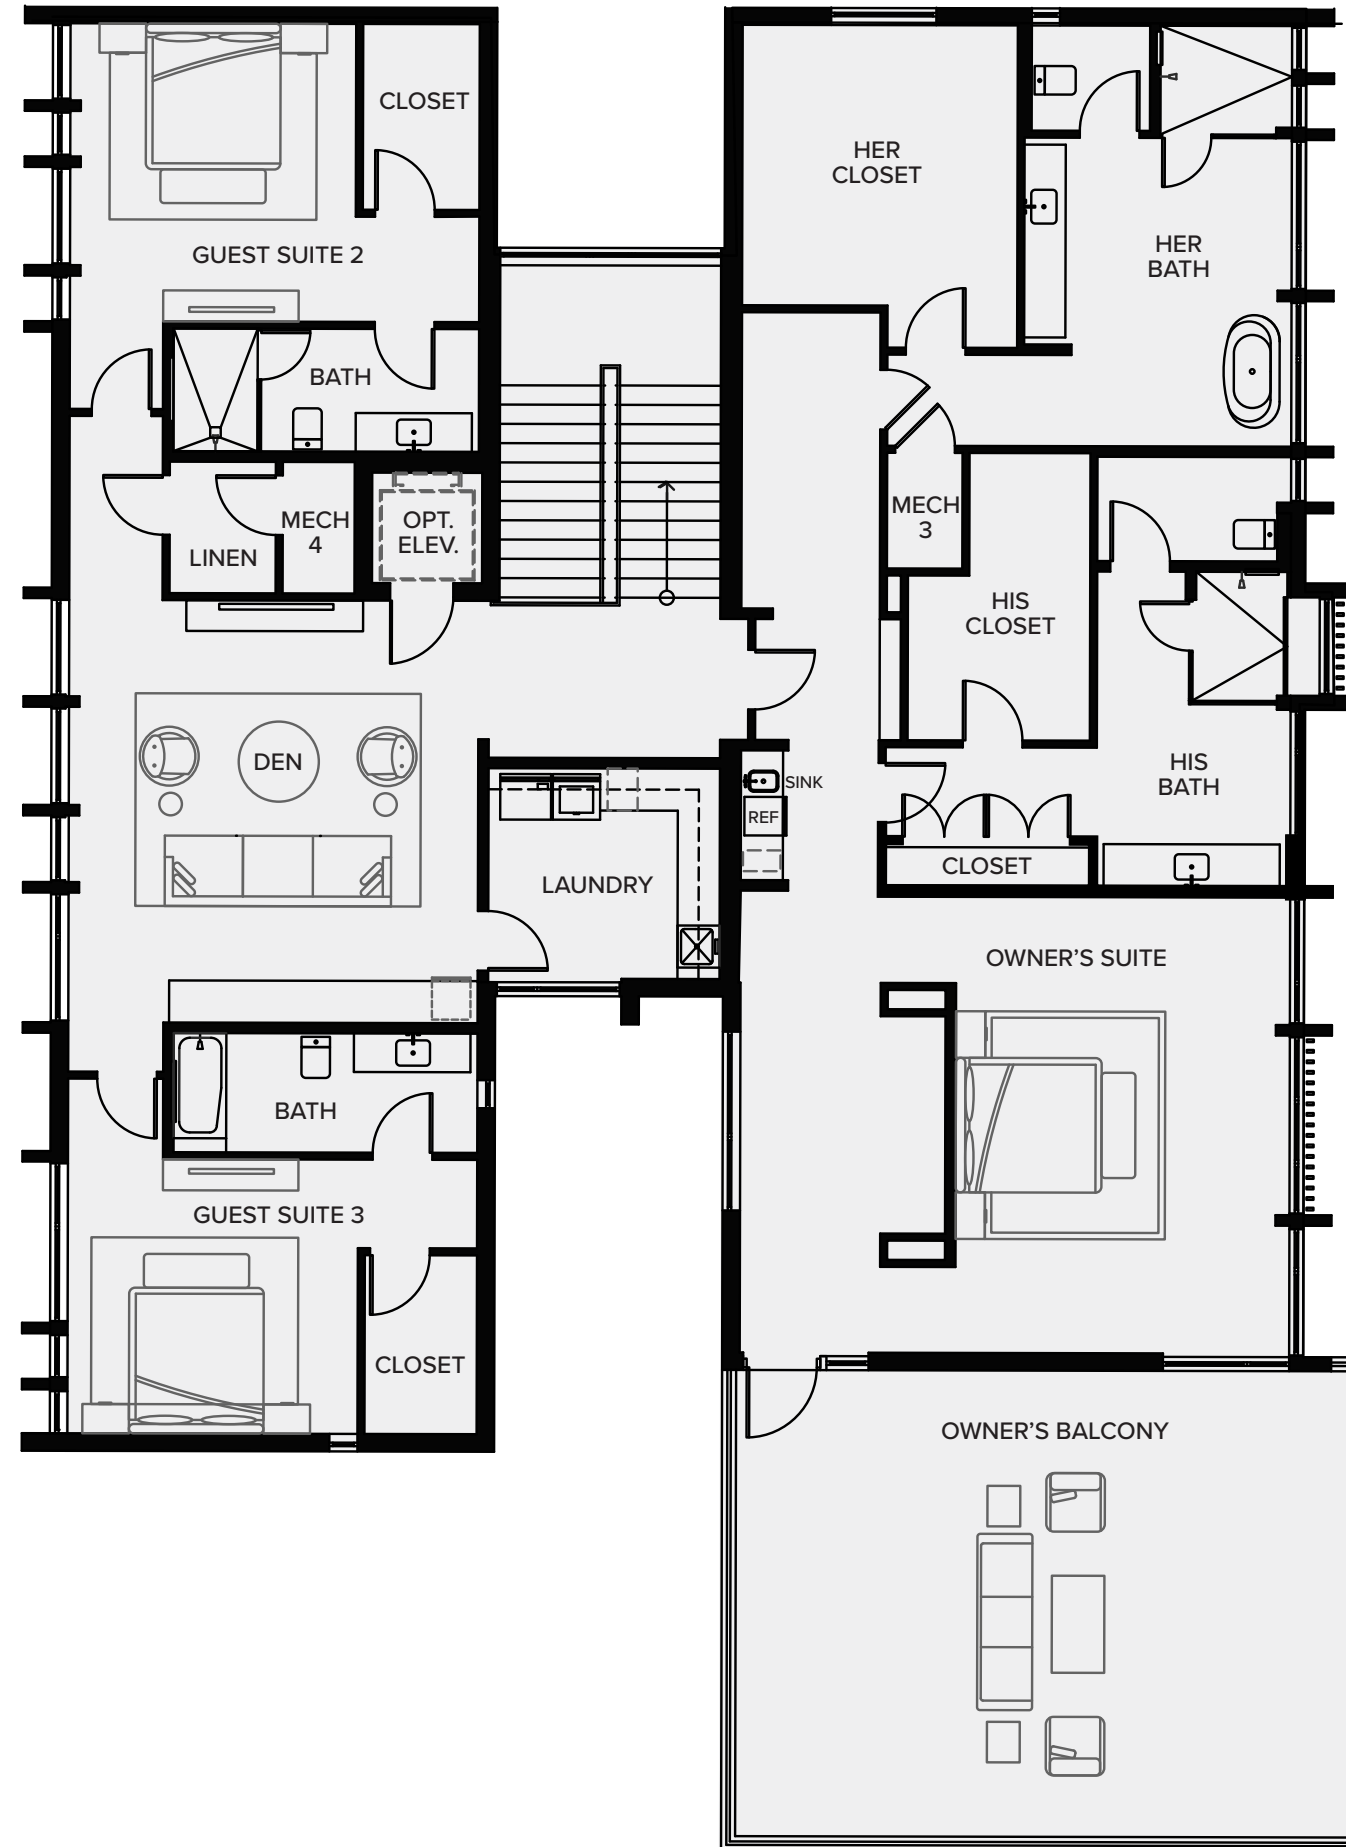 CLOSET
GUEST SUITE 2
BATH
MECH
4
LINEN
OPT.
ELEV.
DEN
LAUNDRY
BATH
GUEST SUITE 3
CLOSET
HER
CLOSET
HER
BATH
MECH
3
HIS
CLOSET
HIS
BATH
SINK
REF
CLOSET
OWNER'S SUITE
OWNER'S BALCONY